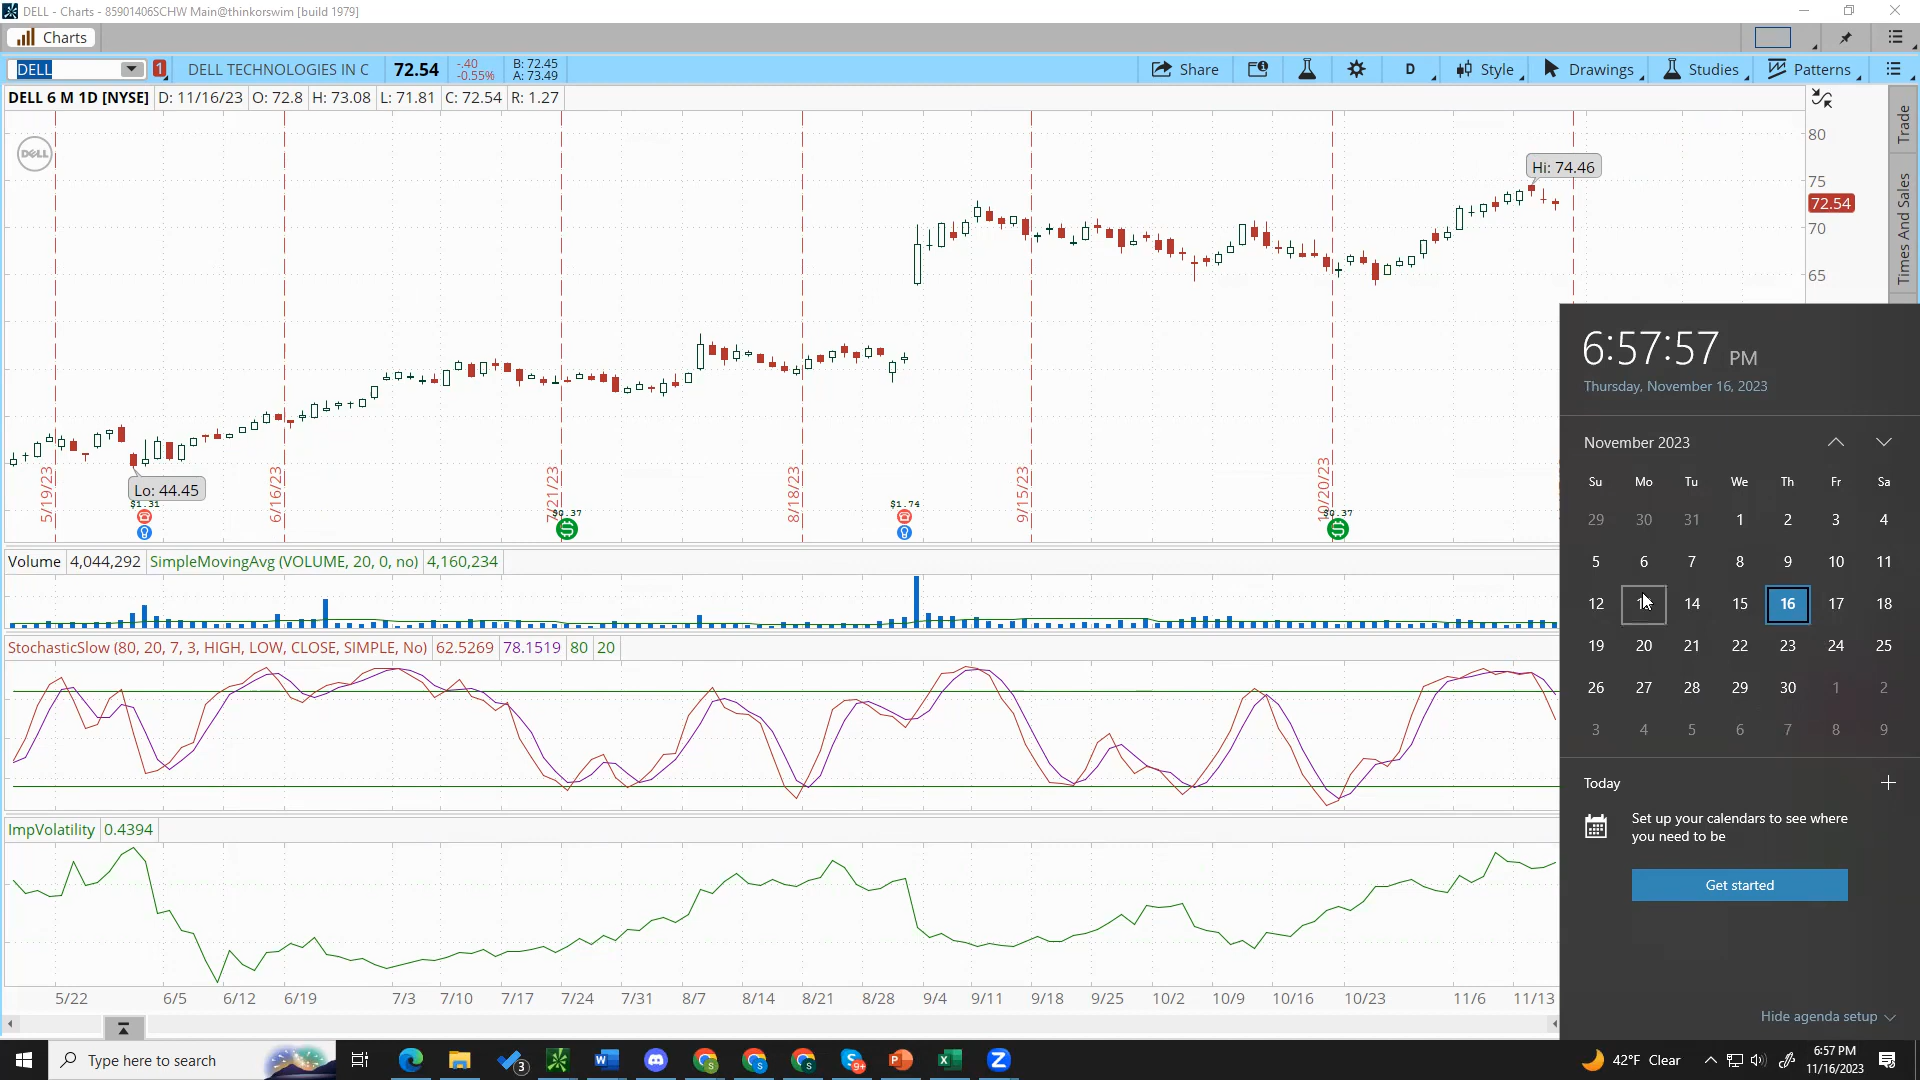 DELL - Charts - 85901406SCHW Main@thinkorswim [build 1979]
Charts
DELL
1
DELL TECHNOLOGIES IN C
72.54
-.40
-0.55%
B: 72.45
A: 73.49
Share
D
Style
Drawings
Studies
Patterns
DELL 6 M 1D [NYSE]
D: 11/16/23
O: 72.8
H: 73.08
L: 71.81
C: 72.54
R: 1.27
Trade
Times And Sales
DELL
80
75
72.54
70
65
Hi: 74.46
Lo: 44.45
5/19/23
6/16/23
7/21/23
8/18/23
9/15/23
10/20/23
$1.31
$0.37
$1.74
$0.37
Volume
4,044,292
SimpleMovingAvg (VOLUME, 20, 0, no)
4,160,234
StochasticSlow (80, 20, 7, 3, HIGH, LOW, CLOSE, SIMPLE, No)
62.5269
78.1519
80
20
ImpVolatility
0.4394
5/22 6/5 6/12 6/19 7/3 7/10 7/17 7/24 7/31 8/7 8/14 8/21 8/28 9/4 9/11 9/18 9/25 10/2 10/9 10/16 10/23 11/6 11/13
6:57:57 PM
Thursday, November 16, 2023
November 2023
Su Mo Tu We Th Fr Sa
29 30 31 1 2 3 4
5 6 7 8 9 10 11
12 14 15 16 17 18
19 20 21 22 23 24 25
26 27 28 29 30 1 2
3 4 5 6 7 8 9
Today
Set up your calendars to see where
you need to be
Get started
Hide agenda setup
Type here to search
3
9+
42°F Clear
6:57 PM
11/16/2023